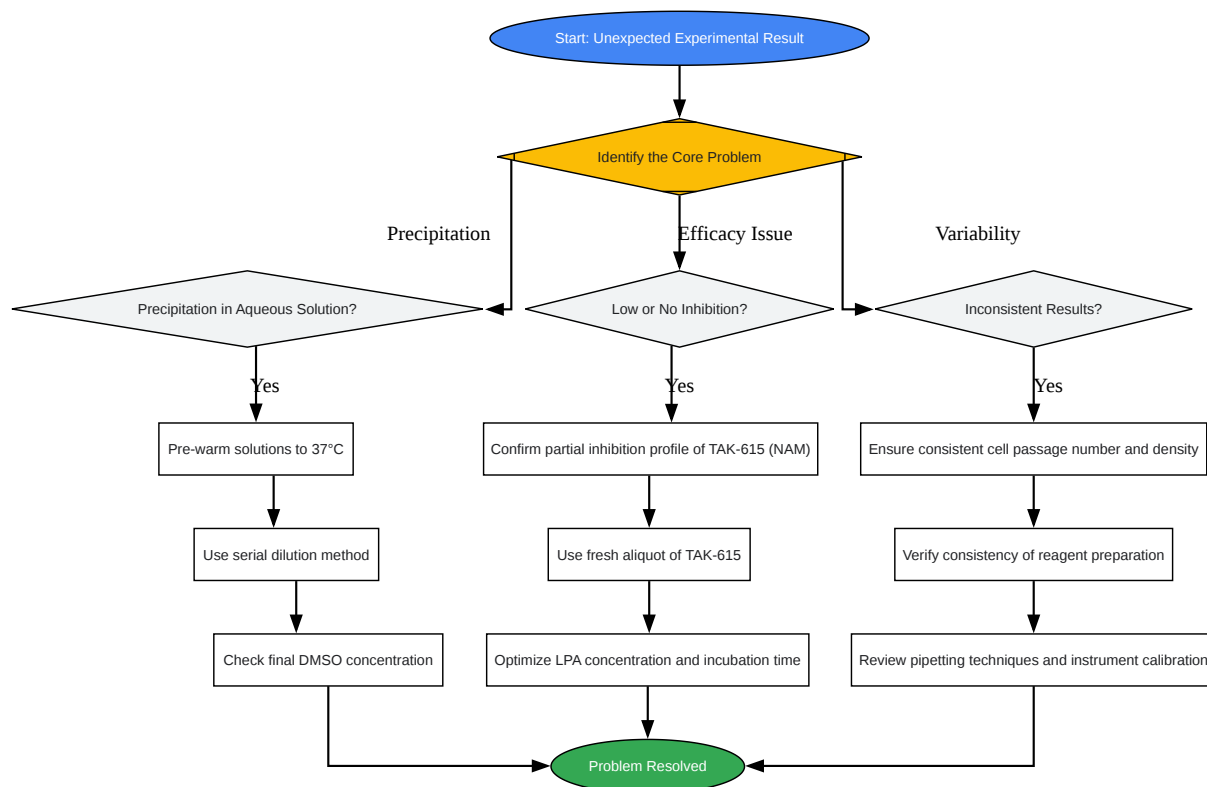 Start: Unexpected Experimental Result
Identify the Core Problem
Precipitation
Efficacy Issue
Variability
Precipitation in Aqueous Solution?
Low or No Inhibition?
Inconsistent Results?
Yes
Yes
Yes
Pre-warm solutions to 37°C
Confirm partial inhibition profile of TAK-615 (NAM)
Ensure consistent cell passage number and density
Use serial dilution method
Use fresh aliquot of TAK-615
Verify consistency of reagent preparation
Check final DMSO concentration
Optimize LPA concentration and incubation time
Review pipetting techniques and instrument calibration
Problem Resolved